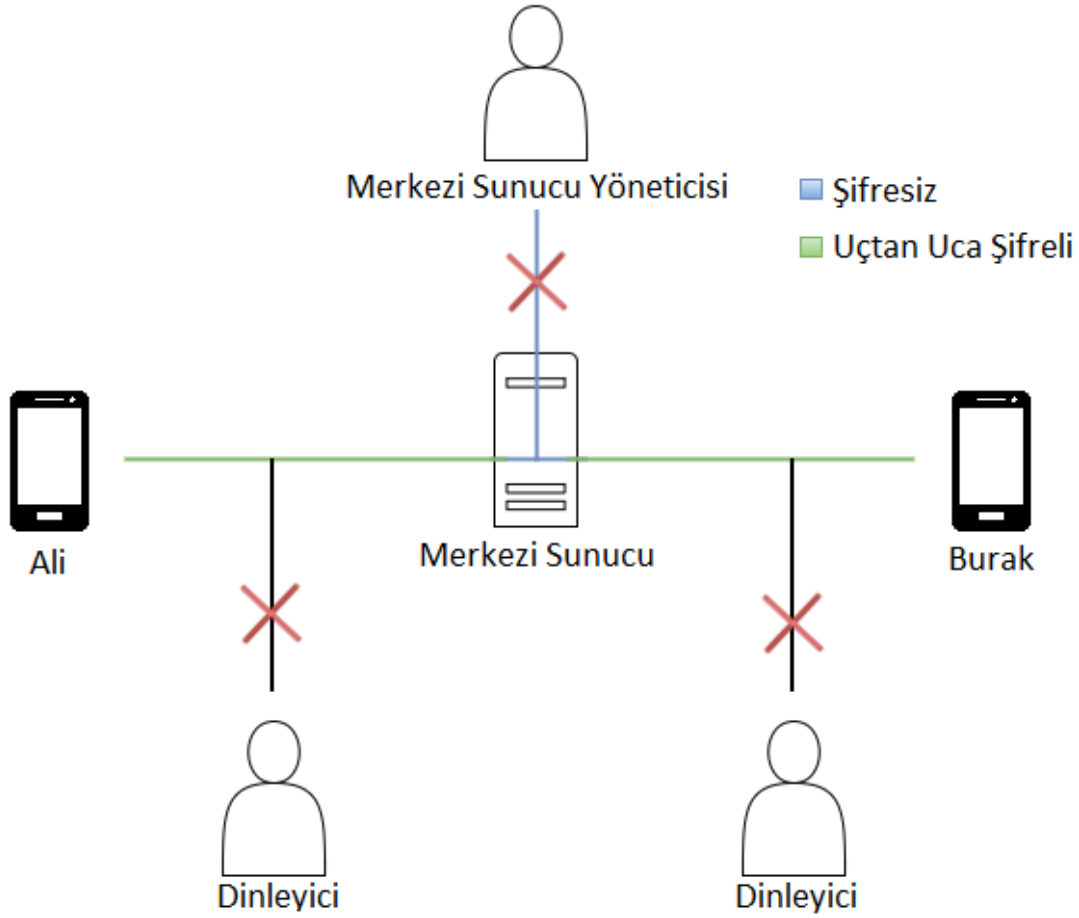 Merkezi Sunucu Yöneticisi
Şifresiz
Uçtan Uca Şifreli
Ali
Merkezi Sunucu
Burak
Dinleyici
Dinleyici